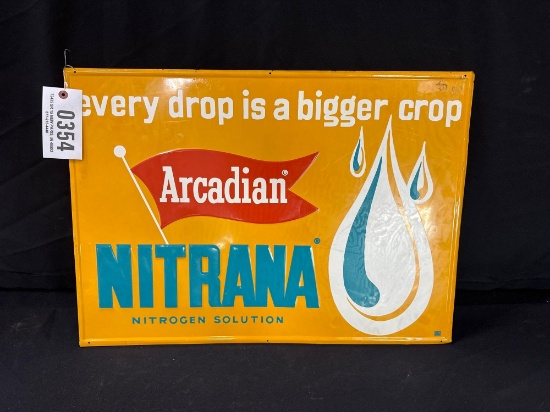 every drop is a bigger crop
0354
Arcadian®
NITRANA®
NITROGEN SOLUTION